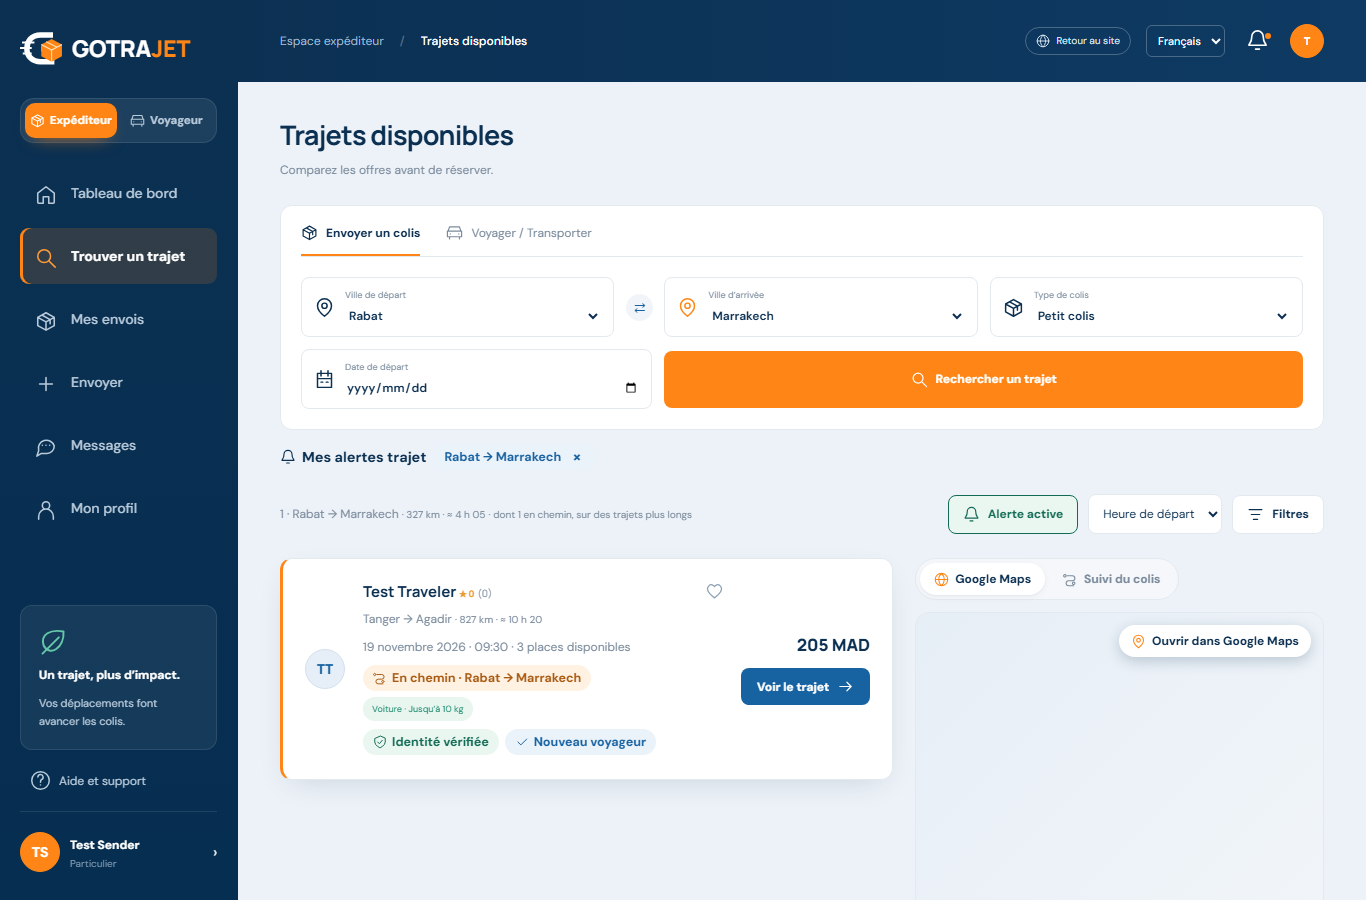 GOTRAJET
Espace expéditeur / Trajets disponibles
Retour au site
Français
T
Expéditeur
Voyageur
Tableau de bord
Trouver un trajet
Mes envois
Envoyer
Messages
Mon profil
Un trajet, plus d'impact.
Vos déplacements font
avancer les colis.
Aide et support
TS
Test Sender
Particulier
Trajets disponibles
Comparez les offres avant de réserver.
Envoyer un colis
Voyager / Transporter
Ville de départ
Rabat
Ville d'arrivée
Marrakech
Type de colis
Petit colis
Date de départ
yyyy/mm/dd
Rechercher un trajet
Mes alertes trajet
Rabat → Marrakech ×
1 · Rabat → Marrakech · 327 km · ≈ 4 h 05 · dont 1 en chemin, sur des trajets plus longs
Alerte active
Heure de départ
Filtres
TT
Test Traveler ★ 0 (0)
Tanger → Agadir · 827 km · ≈ 10 h 20
19 novembre 2026 · 09:30 · 3 places disponibles
En chemin · Rabat → Marrakech
Voiture · Jusqu'à 10 kg
Identité vérifiée
Nouveau voyageur
205 MAD
Voir le trajet →
Google Maps
Suivi du colis
Ouvrir dans Google Maps